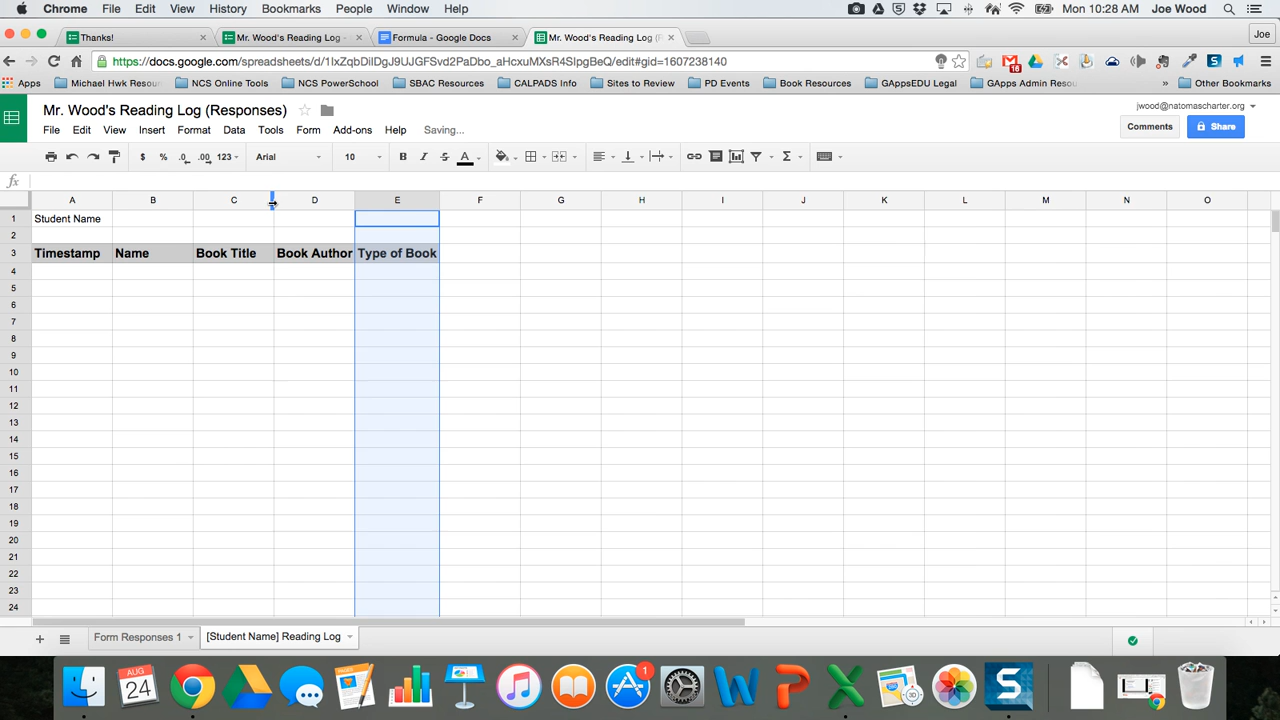 Chrome File Edit View History Bookmarks People Window Help Mon 10:28 AM Joe Wood
Thanks! Mr. Wood's Reading Log - Formula - Google Docs Mr. Wood's Reading Log (R Joe
https://docs.google.com/spreadsheets/d/1IxZqbDiIDgJ9UJGFSvd2PaDbo_aHcxuMXsR4SIpgBeQ/edit#gid=1607238140
16
Apps Michael Hwk Resou NCS Online Tools NCS PowerSchool SBAC Resources CALPADS Info Sites to Review PD Events Book Resources GAppsEDU Legal GApps Admin Resou » Other Bookmarks
Mr. Wood's Reading Log (Responses) jwood@natomascharter.org
File Edit View Insert Format Data Tools Form Add-ons Help Saving... Comments Share
$ % .0 .00 123 Arial 10 B I S A Σ
fx
A B C D E F G H I J K L M N O
1 Student Name
2
3 Timestamp Name Book Title Book Author Type of Book
4
5
6
7
8
9
10
11
12
13
14
15
16
17
18
19
20
21
22
23
24
+ Form Responses 1 [Student Name] Reading Log
AUG
24
1
3D